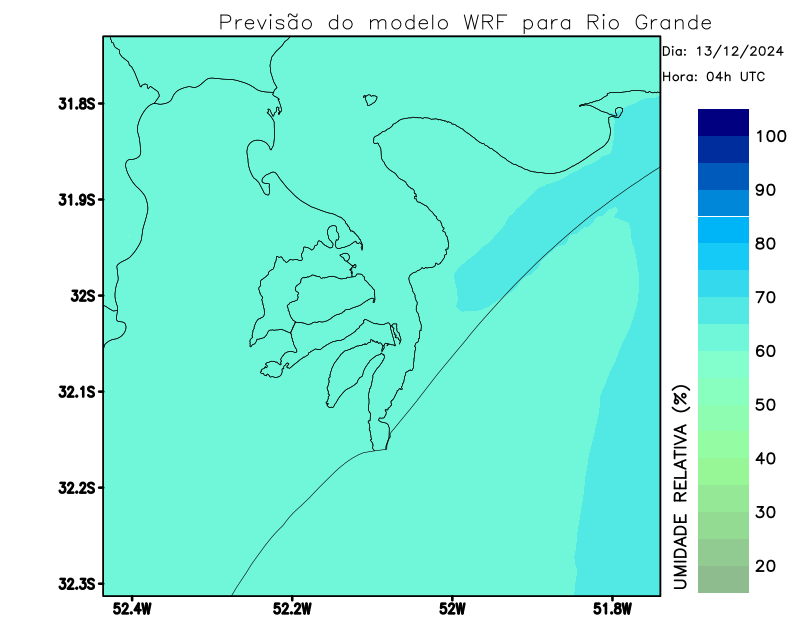 Previsão do modelo WRF para Rio Grande
Dia: 13/12/2024
Hora: 04h UTC
31.8S
31.9S
32S
32.1S
32.2S
32.3S
52.4W
52.2W
52W
51.8W
100
90
80
70
60
50
40
30
20
UMIDADE RELATIVA (%)